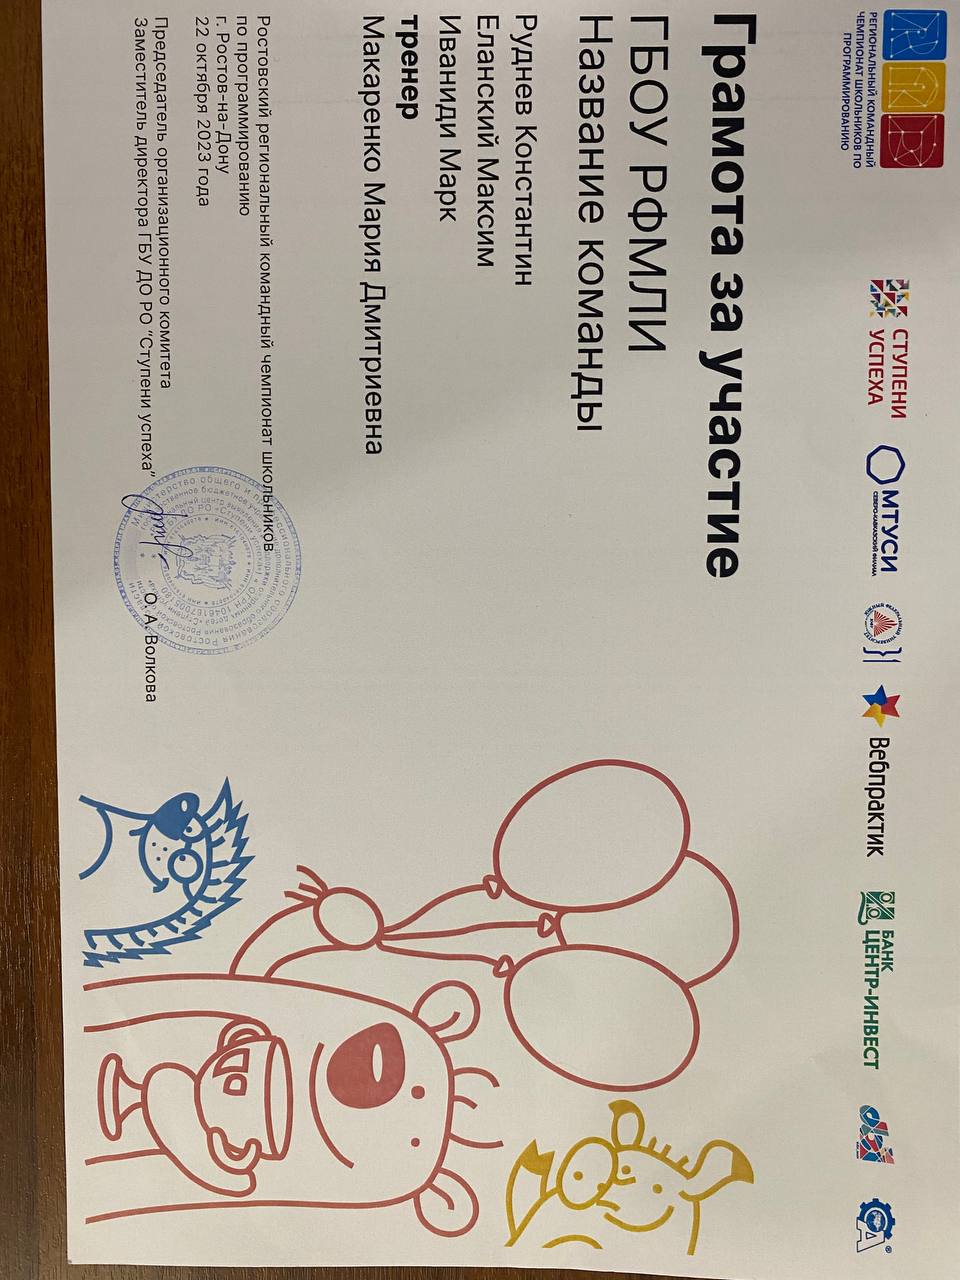 РЕГИОНАЛЬНЫЙ КОМАНДНЫЙ
ЧЕМПИОНАТ ШКОЛЬНИКОВ ПО
ПРОГРАММИРОВАНИЮ
СТУПЕНИ
УСПЕХА
МТУСИ
СЕВЕРО-КАВКАЗСКИЙ ФИЛИАЛ
Вебпрактик
БАНК
ЦЕНТР-ИНВЕСТ
Грамота за участие
ГБОУ РФМЛИ
Название команды
Руднев Константин
Еланский Максим
Иваниди Марк
тренер
Макаренко Мария Дмитриевна
Ростовский региональный командный чемпионат школьников
по программированию
г. Ростов-на-Дону
22 октября 2023 года
Председатель организационного комитета
Заместитель директора ГБУ ДО РО “Ступени успеха”
О. А. Волкова